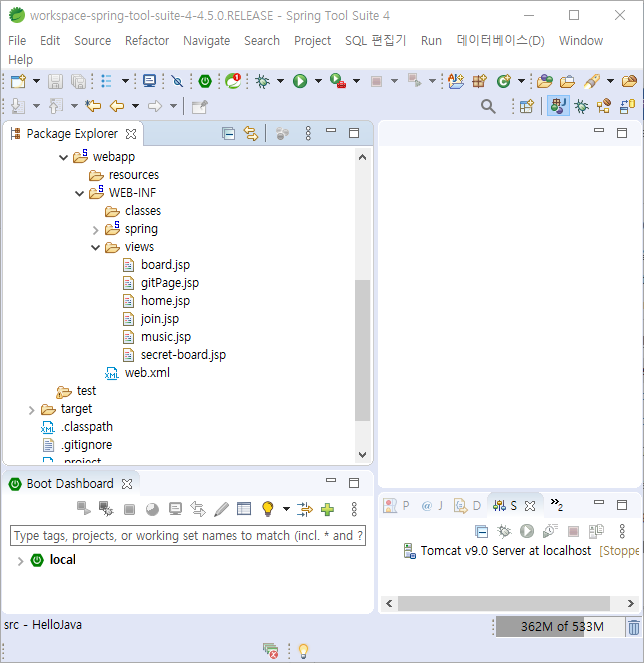 workspace-spring-tool-suite-4-4.5.0.RELEASE - Spring Tool Suite 4
File Edit Source Refactor Navigate Search Project SQL 편집기 Run 데이터베이스(D) Window
Help
Package Explorer
webapp
resources
WEB-INF
classes
spring
views
board.jsp
gitPage.jsp
home.jsp
join.jsp
music.jsp
secret-board.jsp
web.xml
test
target
.classpath
.gitignore
.project
Boot Dashboard
Type tags, projects, or working set names to match (incl. * and ?
local
P @ J D S »2
Tomcat v9.0 Server at localhost [Stoppe
src - HelloJava
362M of 533M